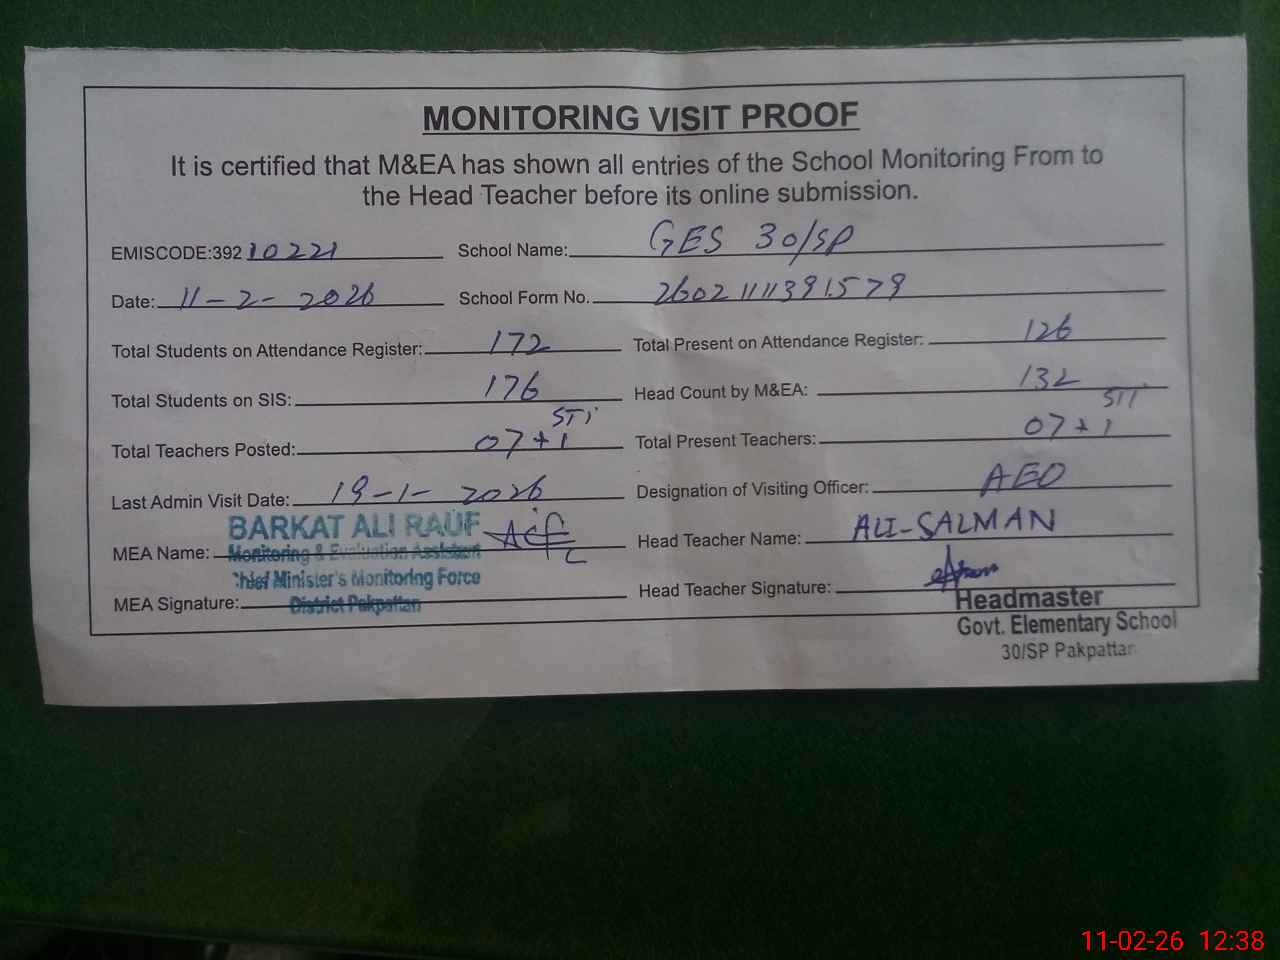 MONITORING VISIT PROOF
It is certified that M&EA has shown all entries of the School Monitoring From to
the Head Teacher before its online submission.
EMISCODE:392 10221 School Name: GES 30/SP
Date: 11-2-2026 School Form No. 2602111391579
Total Students on Attendance Register: 172 Total Present on Attendance Register: 126
Total Students on SIS: 176 Head Count by M&EA: 132
Total Teachers Posted: 07+1 STI Total Present Teachers: 07+1 STI
Last Admin Visit Date: 19-1-2026 Designation of Visiting Officer: AEO
MEA Name: BARKAT ALI RAUF Head Teacher Name: ALI-SALMAN
Monitoring & Evaluation Assistent
Chief Minister's Monitoring Force
MEA Signature: District Pakpattan Head Teacher Signature:
Headmaster
Govt. Elementary School
30/SP Pakpattan
11-02-26 12:38